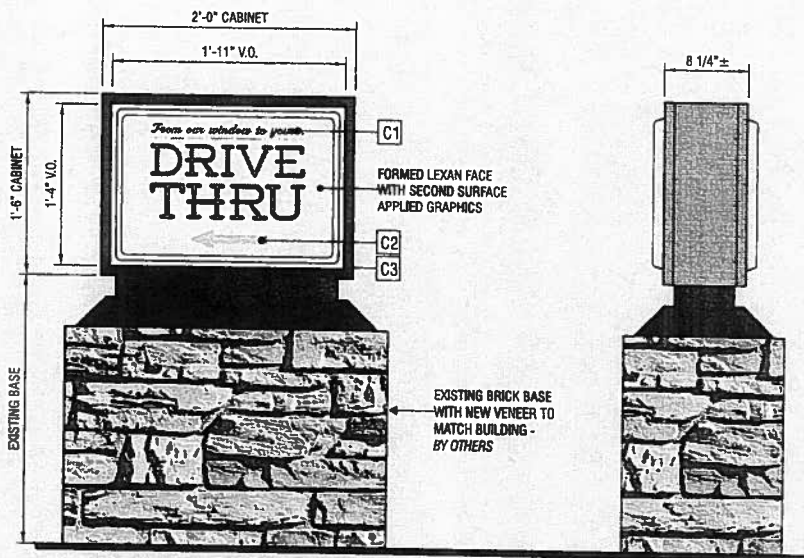 2'-0" CABINET
1'-11" V.O.
8 1/4"±
1'-6" CABINET
1'-4" V.O.
From our window to yours.
DRIVE
THRU
C1
FORMED LEXAN FACE
WITH SECOND SURFACE
APPLIED GRAPHICS
C2
C3
EXISTING BASE
EXISTING BRICK BASE
WITH NEW VENEER TO
MATCH BUILDING -
BY OTHERS